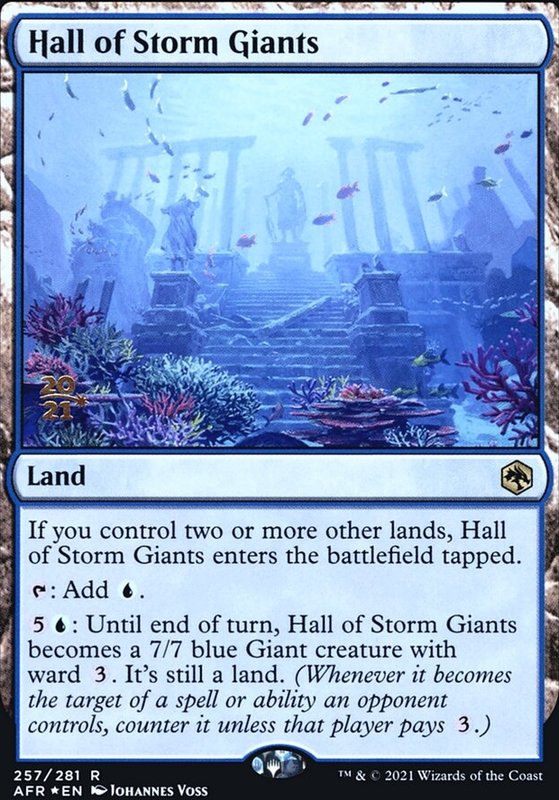 Hall of Storm Giants
20
21*
Land
If you control two or more other lands, Hall
of Storm Giants enters the battlefield tapped.
: Add .
5 : Until end of turn, Hall of Storm Giants
becomes a 7/7 blue Giant creature with
ward 3. It's still a land. (Whenever it becomes
the target of a spell or ability an opponent
controls, counter it unless that player pays 3.)
257/281 R
AFR ★ EN Johannes Voss
™ & © 2021 Wizards of the Coast